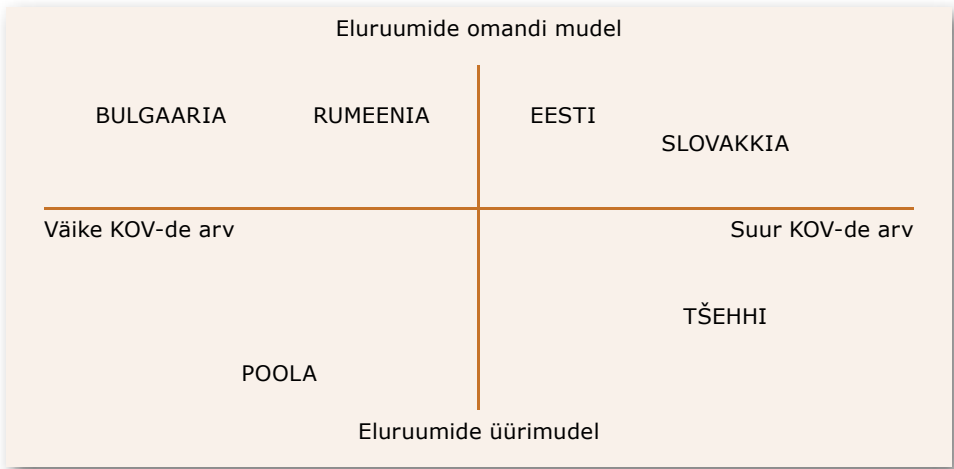 Eluruumide omandi mudel
BULGAARIA RUMEENIA EESTI
SLOVAKKIA
Väike KOV-de arv Suur KOV-de arv
TŠEHHI
POOLA
Eluruumide üürimudel